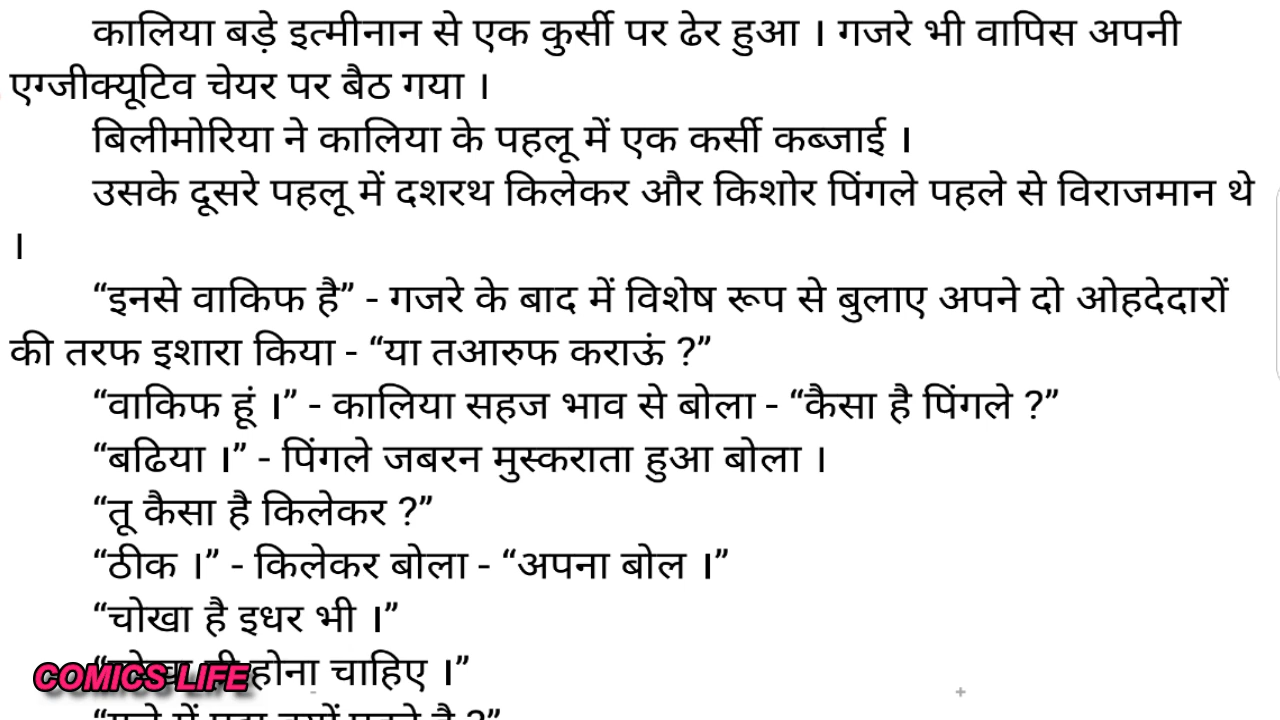 कालिया बड़े इत्मीनान से एक कुर्सी पर ढेर हुआ । गजरे भी वापिस अपनी
एग्जीक्यूटिव चेयर पर बैठ गया ।
बिलीमोरिया ने कालिया के पहलू में एक कर्सी कब्जाई ।
उसके दूसरे पहलू में दशरथ किलेकर और किशोर पिंगले पहले से विराजमान थे
।
“इनसे वाकिफ है” - गजरे के बाद में विशेष रूप से बुलाए अपने दो ओहदेदारों
की तरफ इशारा किया - “या तआरुफ कराऊं ?”
“वाकिफ हूं ।” - कालिया सहज भाव से बोला - “कैसा है पिंगले ?”
“बढिया ।” - पिंगले जबरन मुस्कराता हुआ बोला ।
“तू कैसा है किलेकर ?”
“ठीक ।” - किलेकर बोला - “अपना बोल ।”
“चोखा है इधर भी ।”
होना चाहिए ।”
COMICS LIFE